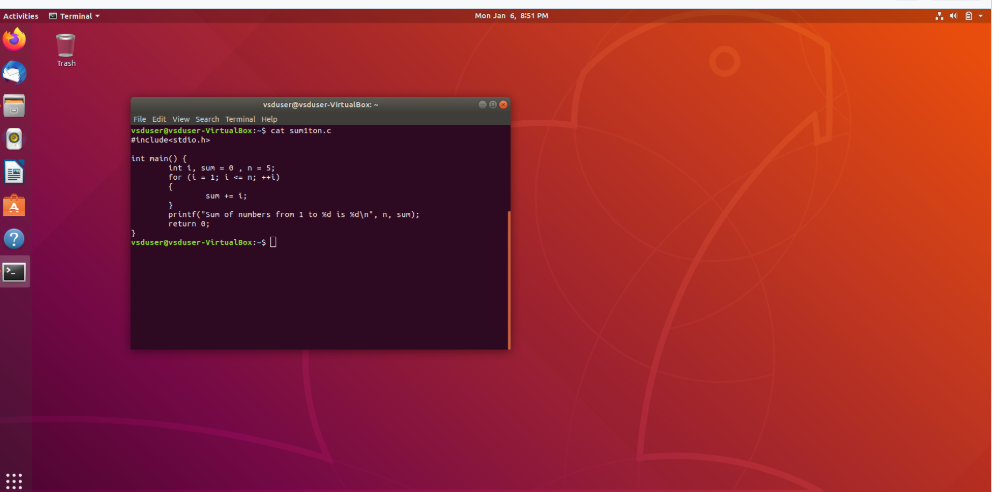 Activities Terminal Mon Jan 6, 8:51 PM
Trash
vsduser@vsduser-VirtualBox: ~
File Edit View Search Terminal Help
vsduser@vsduser-VirtualBox:~$ cat sum1ton.c
#include<stdio.h>
int main() {
int i, sum = 0 , n = 5;
for (i = 1; i <= n; ++i)
{
sum += i;
}
printf("Sum of numbers from 1 to %d is %d\n", n, sum);
return 0;
}
vsduser@vsduser-VirtualBox:~$